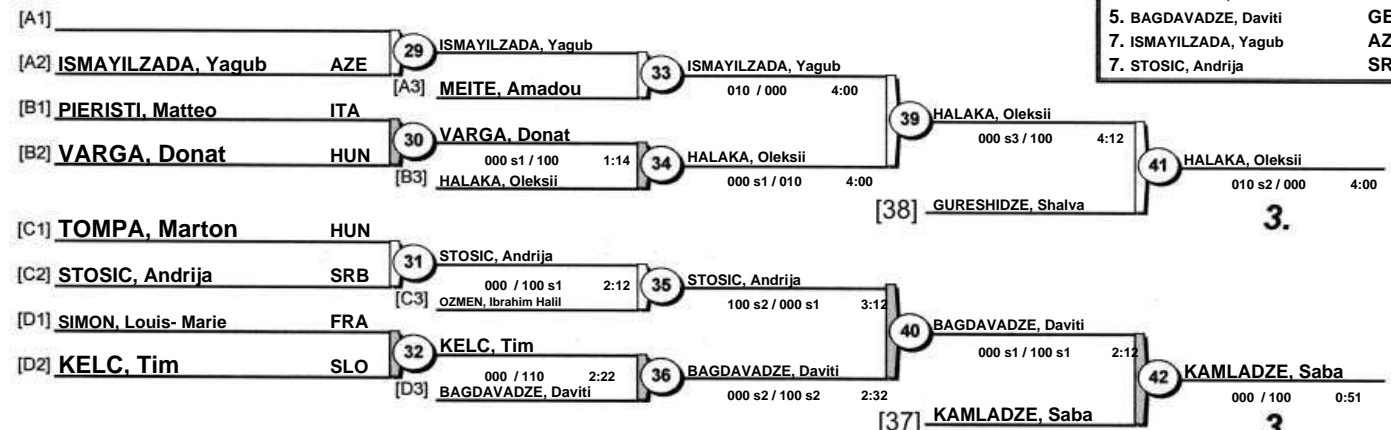 5. BAGDAVADZE, Daviti GE
7. ISMAYILZADA, Yagub AZ
7. STOSIC, Andrija SR
[A1]
[A2] ISMAYILZADA, Yagub AZE
29
ISMAYILZADA, Yagub
[A3] MEITE, Amadou
33
ISMAYILZADA, Yagub
010 / 000 4:00
[B1] PIERISTI, Matteo ITA
[B2] VARGA, Donat HUN
30
VARGA, Donat
000 s1 / 100 1:14
[B3] HALAKA, Oleksii
34
HALAKA, Oleksii
000 s1 / 010 4:00
39
HALAKA, Oleksii
000 s3 / 100 4:12
[38] GURESHIDZE, Shalva
41
HALAKA, Oleksii
010 s2 / 000 4:00
3.
[C1] TOMPA, Marton HUN
[C2] STOSIC, Andrija SRB
31
STOSIC, Andrija
000 / 100 s1 2:12
[C3] OZMEN, Ibrahim Halil
35
STOSIC, Andrija
100 s2 / 000 s1 3:12
[D1] SIMON, Louis- Marie FRA
[D2] KELC, Tim SLO
32
KELC, Tim
000 / 110 2:22
[D3] BAGDAVADZE, Daviti
36
BAGDAVADZE, Daviti
000 s2 / 100 s2 2:32
40
BAGDAVADZE, Daviti
000 s1 / 100 s1 2:12
[37] KAMLADZE, Saba
42
KAMLADZE, Saba
000 / 100 0:51
3